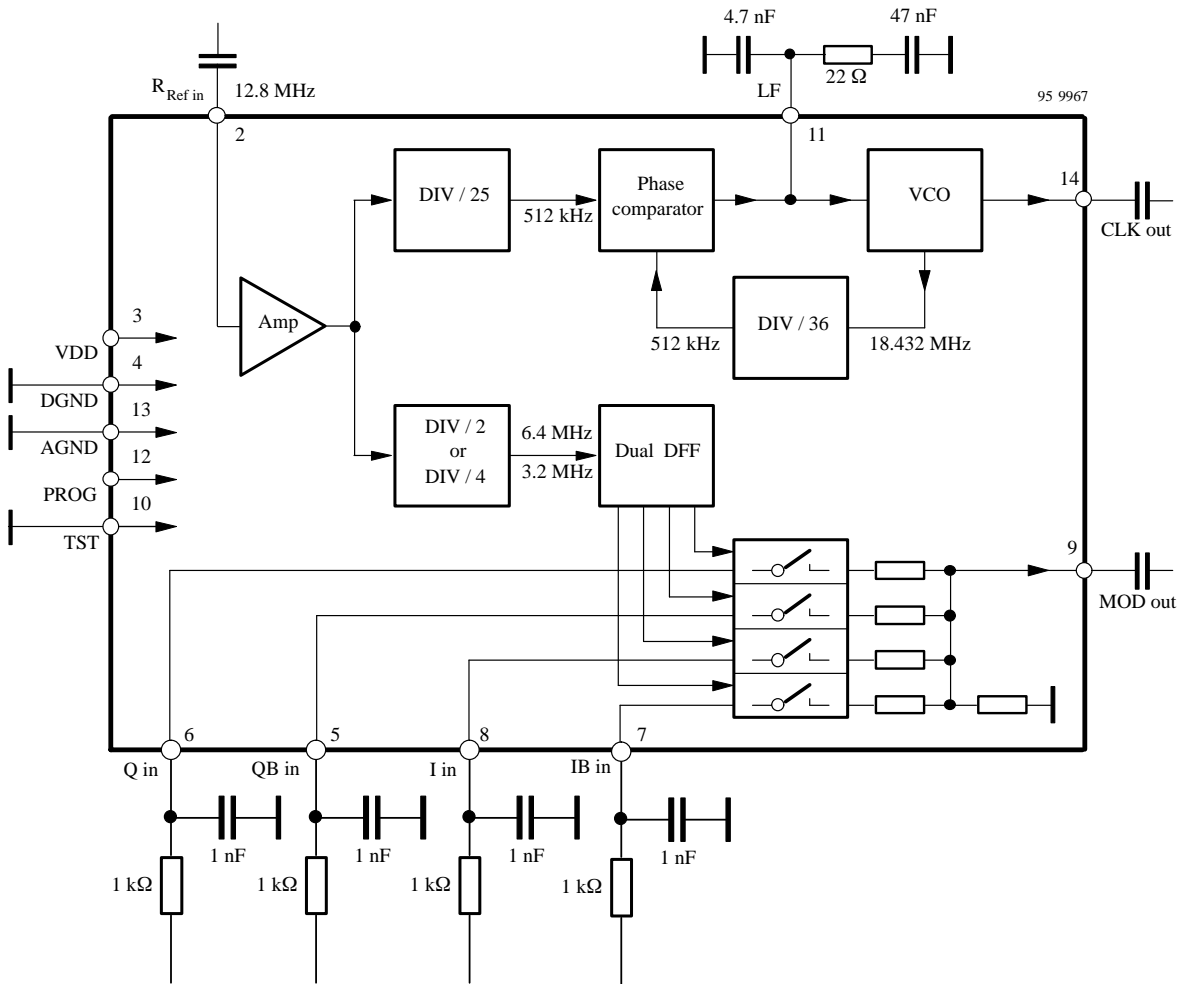 4.7 nF
47 nF
22 Ω
R Ref in
12.8 MHz
LF
95 9967
2
11
DIV / 25
512 kHz
Phase
comparator
VCO
14
CLK out
Amp
DIV / 36
512 kHz
18.432 MHz
3
VDD
4
DGND
13
AGND
12
PROG
10
TST
DIV / 2
or
DIV / 4
6.4 MHz
3.2 MHz
Dual DFF
9
MOD out
6
5
8
7
Q in
QB in
I in
IB in
1 nF
1 nF
1 nF
1 nF
1 kΩ
1 kΩ
1 kΩ
1 kΩ